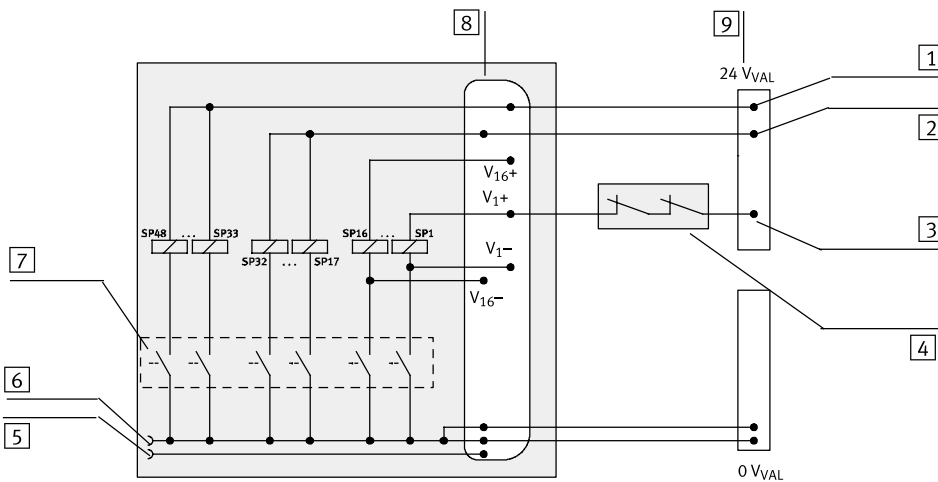 8
9
24 VVAL
1
2
V16+
V1+
SP48 ... SP33
SP16 ... SP1
3
SP32 ... SP17
V1–
7
V16–
4
6
5
0 VVAL